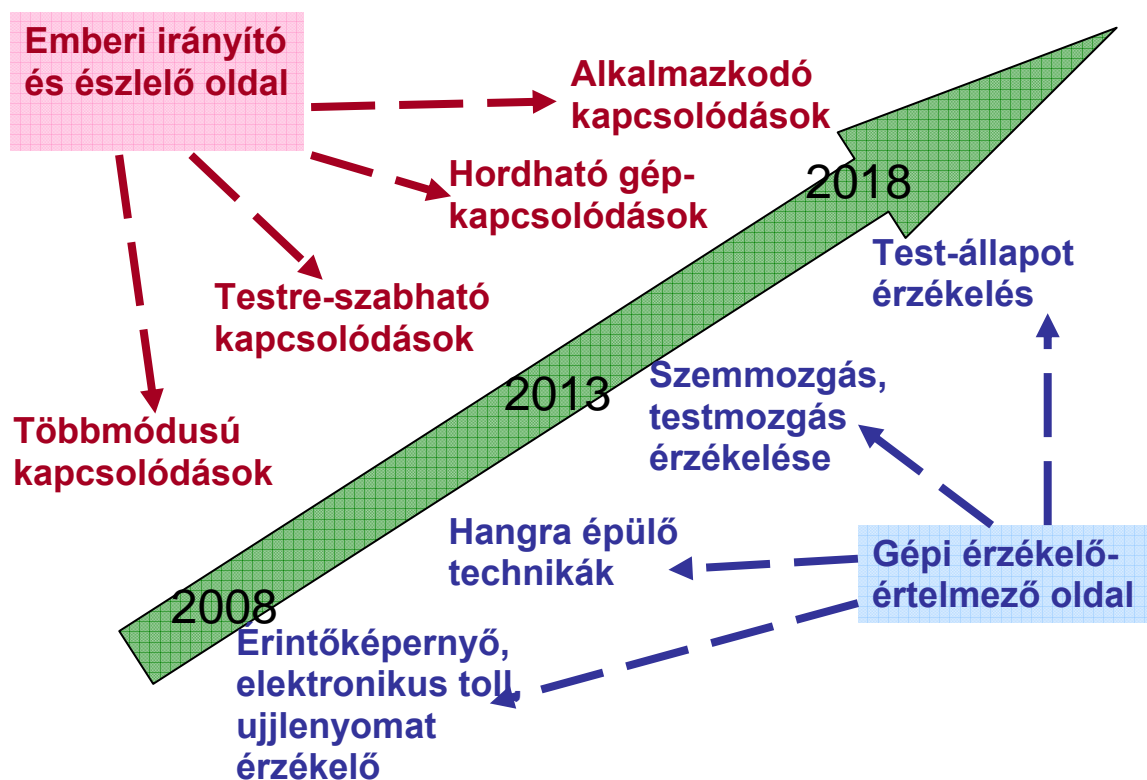 Emberi irányító
és észlelő oldal
Alkalmazkodó
kapcsolódások
Hordható gép-
kapcsolódások
2018
Test-állapot
érzékelés
Testre-szabható
kapcsolódások
2013
Szemmozgás,
testmozgás
érzékelése
Többmódusú
kapcsolódások
Hangra épülő
technikák
Gépi érzékelő-
értelmező oldal
2008
Érintőképernyő,
elektronikus toll,
ujjlenyomat
érzékelő